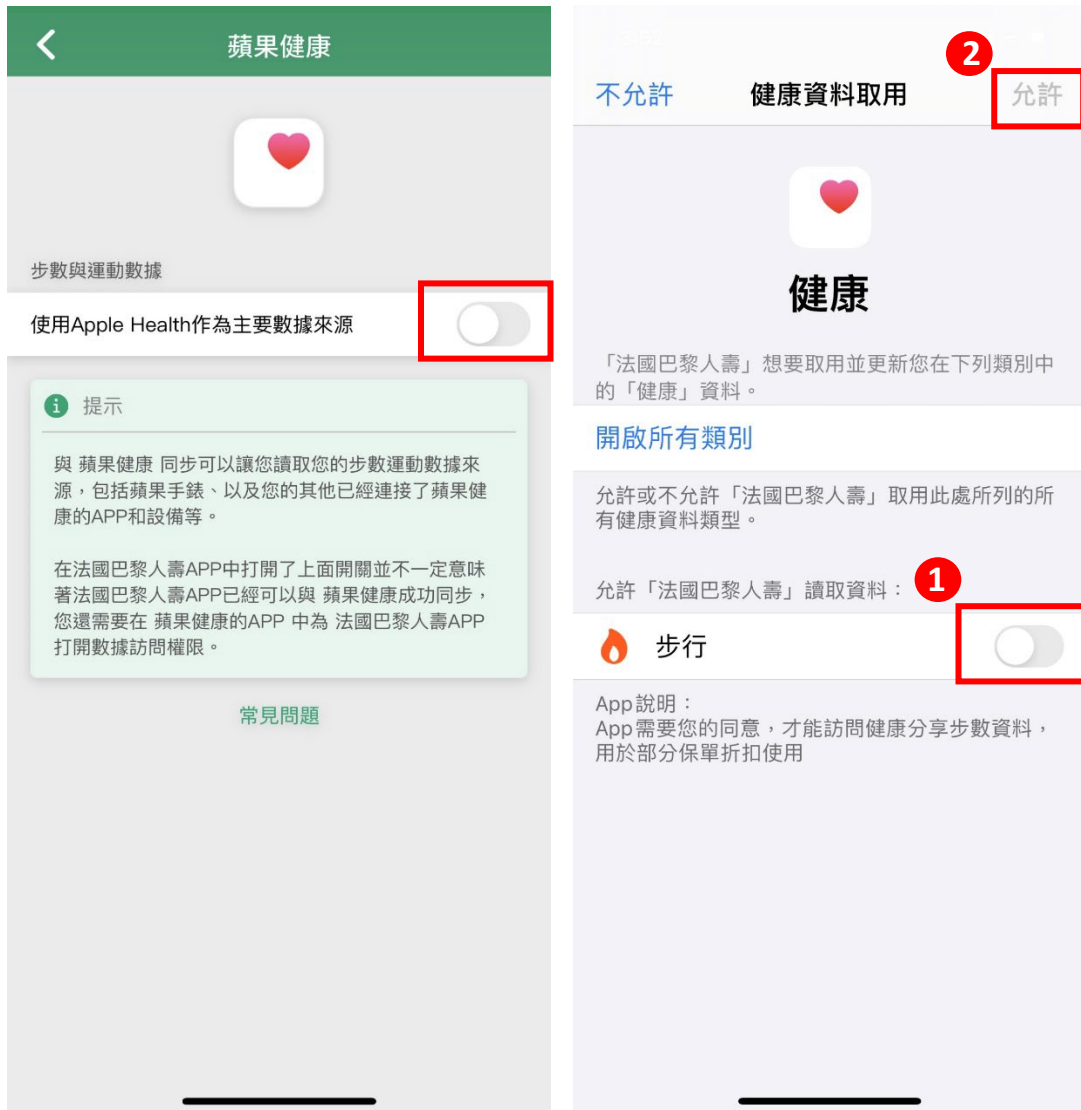 蘋果健康
步數與運動數據
使用Apple Health作為主要數據來源
提示
與 蘋果健康 同步可以讓您讀取您的步數運動數據來
源，包括蘋果手錶、以及您的其他已經連接了蘋果健
康的APP和設備等。
在法國巴黎人壽APP中打開了上面開關並不一定意味
著法國巴黎人壽APP已經可以與 蘋果健康成功同步，
您還需要在 蘋果健康的APP 中為 法國巴黎人壽APP
打開數據訪問權限。
常見問題
2
不允許 健康資料取用 允許
健康
「法國巴黎人壽」想要取用並更新您在下列類別中
的「健康」資料。
開啟所有類別
允許或不允許「法國巴黎人壽」取用此處所列的所
有健康資料類型。
允許「法國巴黎人壽」讀取資料：
1
步行
App說明：
App需要您的同意，才能訪問健康分享步數資料，
用於部分保單折扣使用